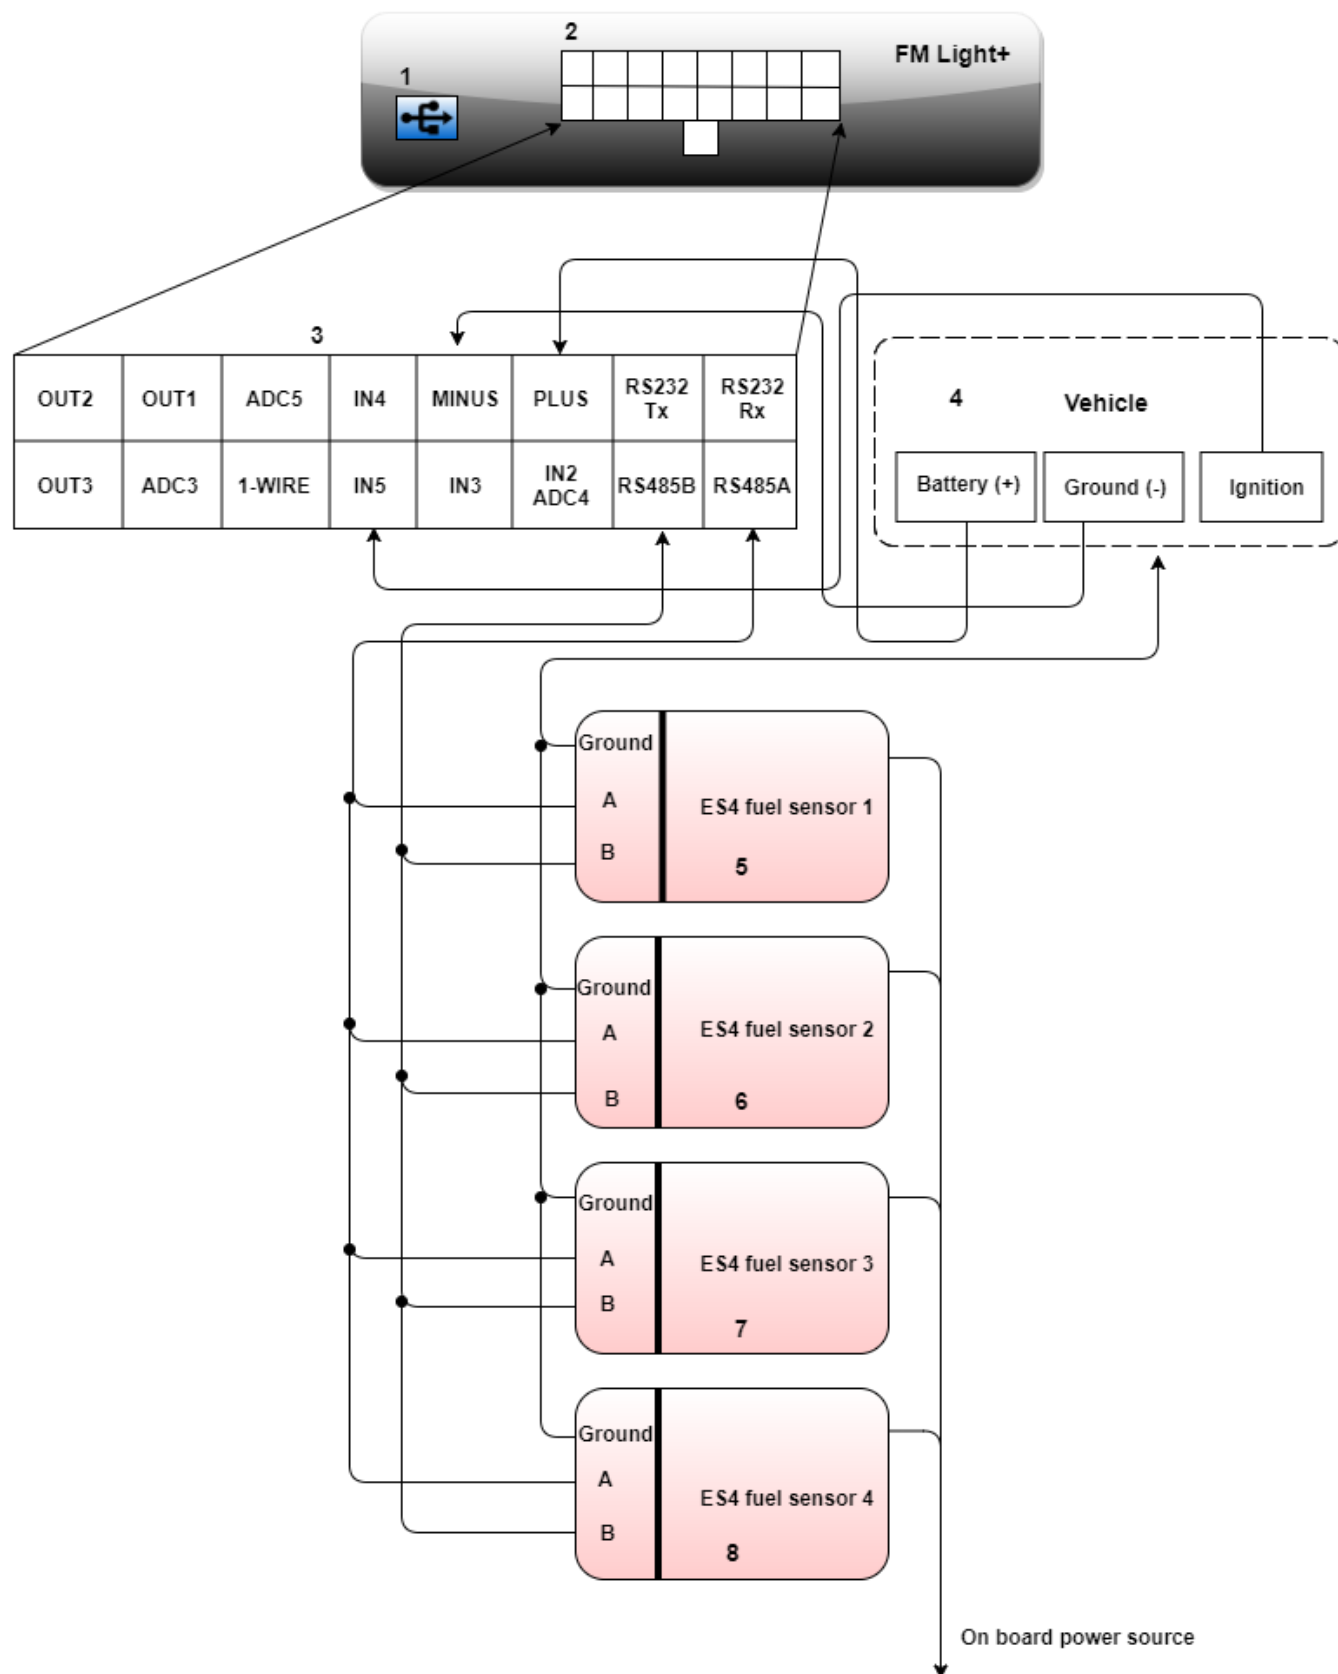 2
FM Light+
1
3
OUT2
OUT1
ADC5
IN4
MINUS
PLUS
RS232
Tx
RS232
Rx
OUT3
ADC3
1-WIRE
IN5
IN3
IN2
ADC4
RS485B
RS485A
4
Vehicle
Battery (+)
Ground (-)
Ignition
Ground
A
B
ES4 fuel sensor 1
5
Ground
A
B
ES4 fuel sensor 2
6
Ground
A
B
ES4 fuel sensor 3
7
Ground
A
B
ES4 fuel sensor 4
8
On board power source